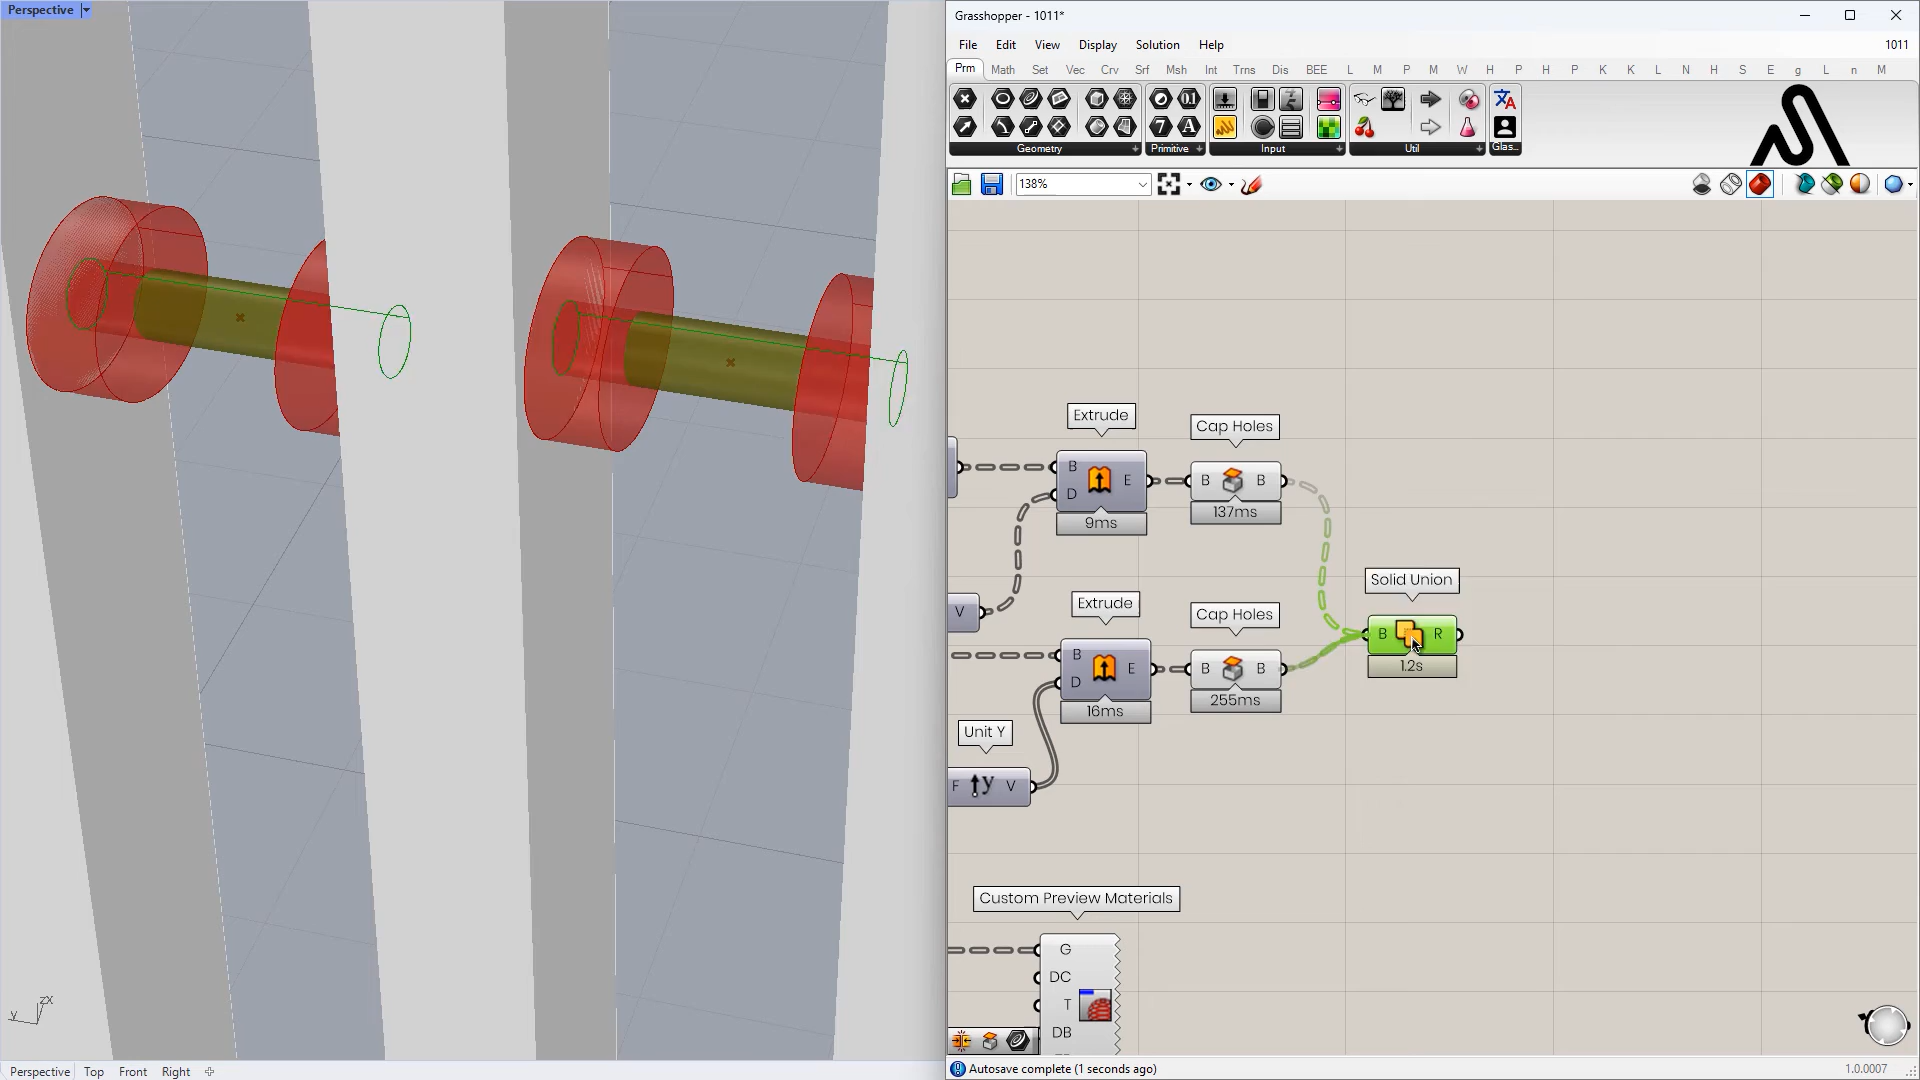 Perspective
Grasshopper - 1011*
File Edit View Display Solution Help
1011
Prm Math Set Vec Crv Srf Msh Int Trns Dis BEE L M P M W H P H P K K L N H S E g L n M
Geometry
Primitive
Input
Util
Glas...
138%
Extrude
B D E
9ms
Cap Holes
B B
137ms
V
Solid Union
B R
1.2s
Extrude
B D E
16ms
Cap Holes
B B
255ms
Unit Y
F y V
Custom Preview Materials
G
DC
T
DB
zx
y
Perspective Top Front Right
Autosave complete (1 seconds ago)
1.0.0007